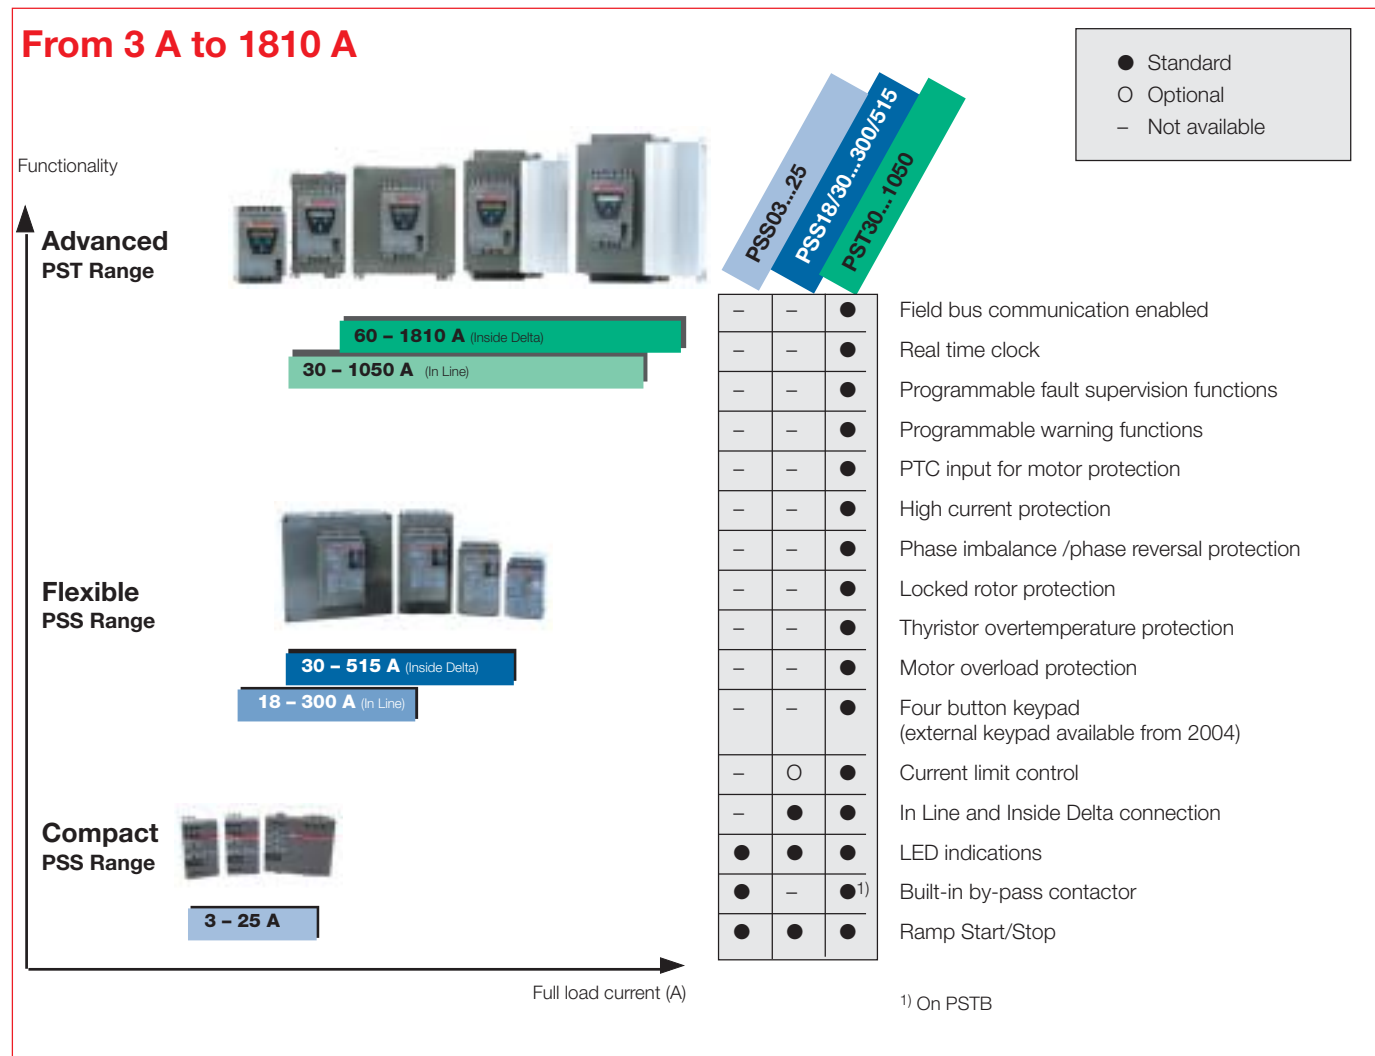 From 3 A to 1810 A
● Standard
O Optional
– Not available
Functionality
PSS03...25
PSS18/30...300/515
PST30...1050
Advanced
PST Range
60 – 1810 A (Inside Delta)
30 – 1050 A (In Line)
Flexible
PSS Range
30 – 515 A (Inside Delta)
18 – 300 A (In Line)
Compact
PSS Range
3 – 25 A
Full load current (A)
– – ● Field bus communication enabled
– – ● Real time clock
– – ● Programmable fault supervision functions
– – ● Programmable warning functions
– – ● PTC input for motor protection
– – ● High current protection
– – ● Phase imbalance /phase reversal protection
– – ● Locked rotor protection
– – ● Thyristor overtemperature protection
– – ● Motor overload protection
– – ● Four button keypad
(external keypad available from 2004)
– O ● Current limit control
– ● ● In Line and Inside Delta connection
● ● ● LED indications
● – ●1) Built-in by-pass contactor
● ● ● Ramp Start/Stop
1) On PSTB